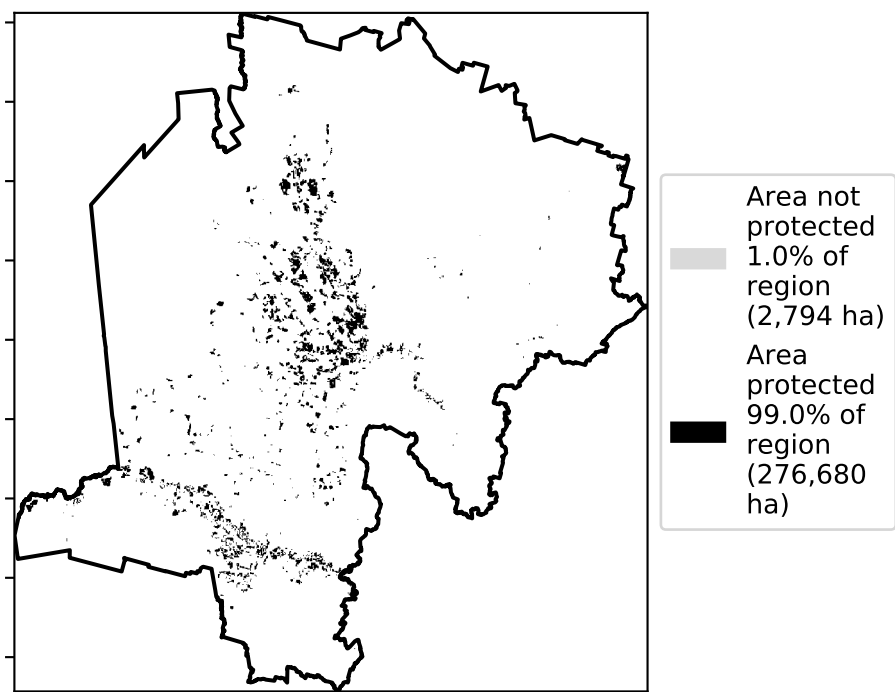 Area not
protected
1.0% of
region
(2,794 ha)
Area
protected
99.0% of
region
(276,680
ha)